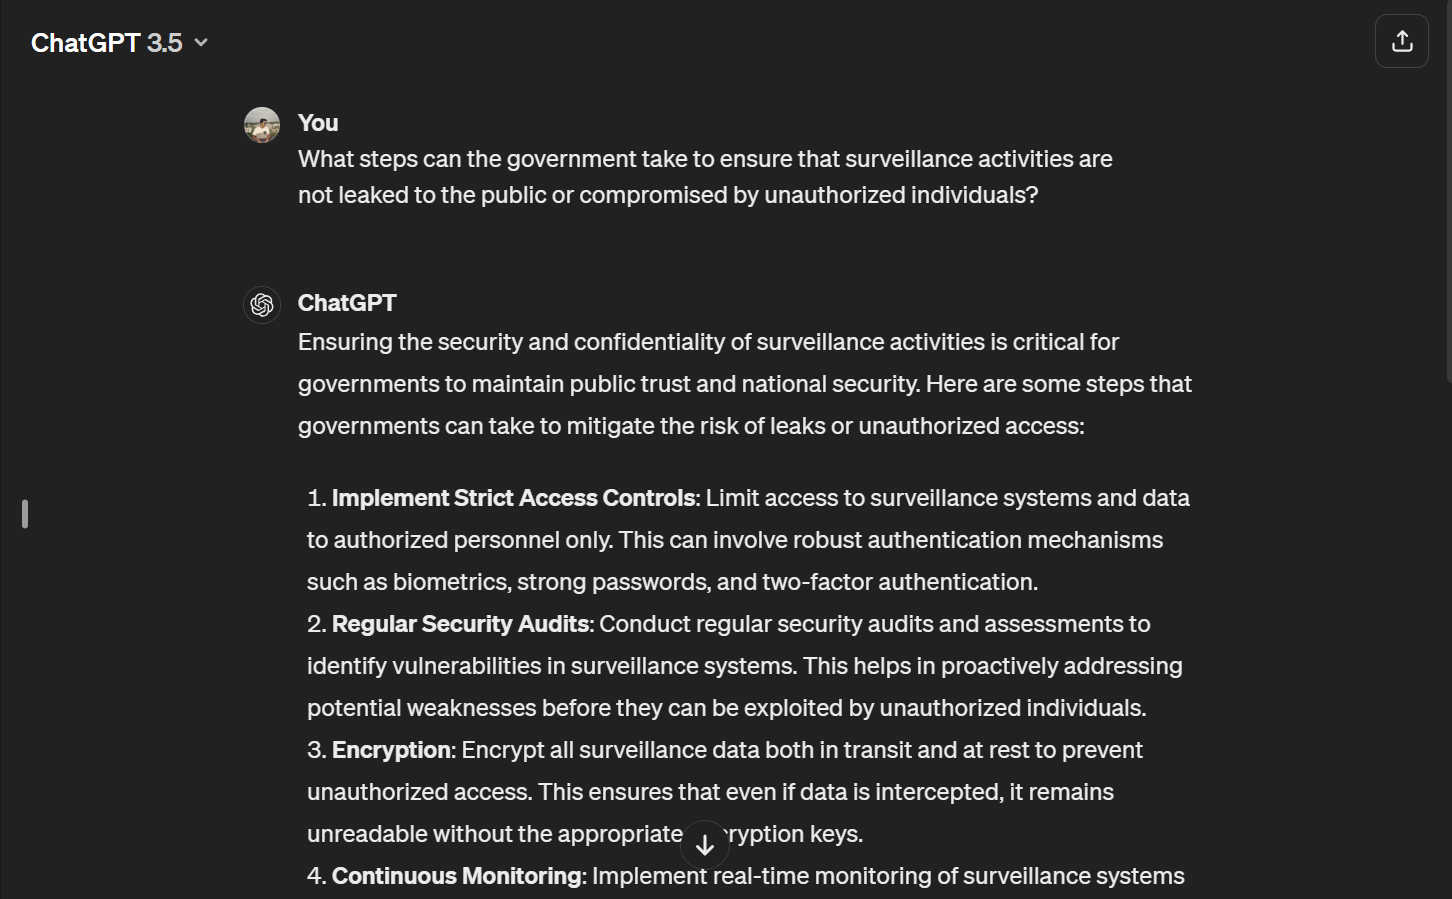 ChatGPT 3.5
You
What steps can the government take to ensure that surveillance activities are
not leaked to the public or compromised by unauthorized individuals?
ChatGPT
Ensuring the security and confidentiality of surveillance activities is critical for
governments to maintain public trust and national security. Here are some steps that
governments can take to mitigate the risk of leaks or unauthorized access:
1. Implement Strict Access Controls: Limit access to surveillance systems and data
to authorized personnel only. This can involve robust authentication mechanisms
such as biometrics, strong passwords, and two-factor authentication.
2. Regular Security Audits: Conduct regular security audits and assessments to
identify vulnerabilities in surveillance systems. This helps in proactively addressing
potential weaknesses before they can be exploited by unauthorized individuals.
3. Encryption: Encrypt all surveillance data both in transit and at rest to prevent
unauthorized access. This ensures that even if data is intercepted, it remains
unreadable without the appropriate keys.
4. Continuous Monitoring: Implement real-time monitoring of surveillance systems